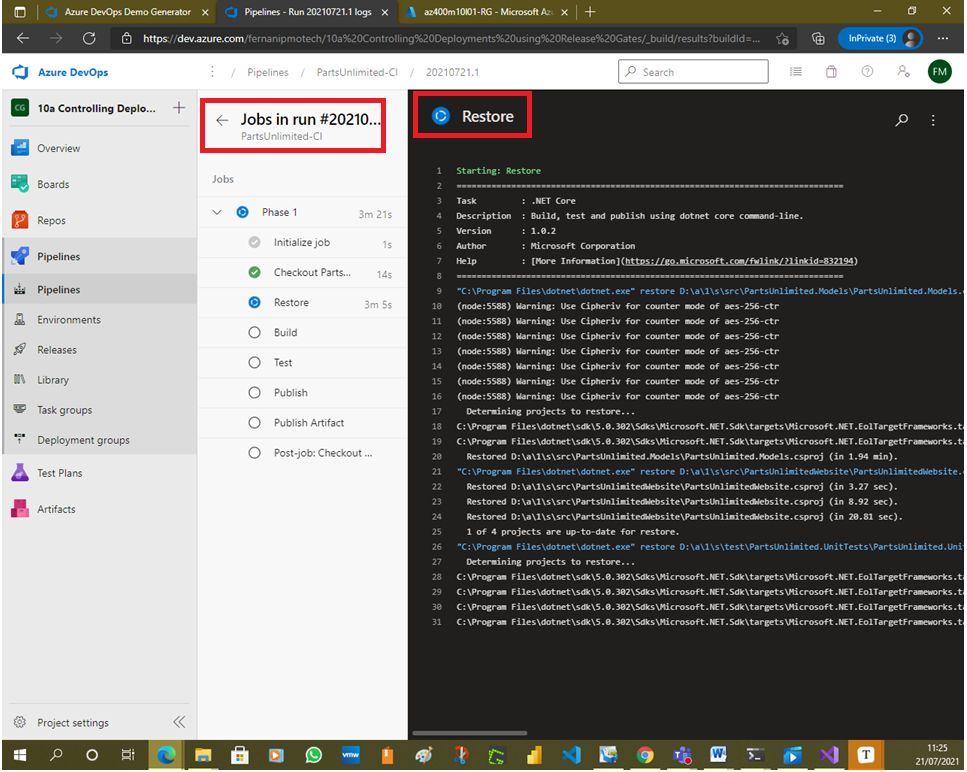 Azure DevOps Demo Generator
Pipelines - Run 20210721.1 logs
az400m10l01-RG - Microsoft Az
https://dev.azure.com/fernanipmotech/10a%20Controlling%20Deployments%20using%20Release%20Gates/_build/results?buildId=...
InPrivate (3)
Azure DevOps
/ Pipelines / PartsUnlimited-CI / 20210721.1
Search
FM
CG
10a Controlling Deplo...
Overview
Boards
Repos
Pipelines
Pipelines
Environments
Releases
Library
Task groups
Deployment groups
Test Plans
Artifacts
Project settings
Jobs in run #20210...
PartsUnlimited-CI
Jobs
Phase 1 3m 21s
Initialize job 1s
Checkout Parts... 14s
Restore 3m 5s
Build
Test
Publish
Publish Artifact
Post-job: Checkout ...
Restore
1 Starting: Restore
2 ==============================================================================
3 Task : .NET Core
4 Description : Build, test and publish using dotnet core command-line.
5 Version : 1.0.2
6 Author : Microsoft Corporation
7 Help : [More Information](https://go.microsoft.com/fwlink/?linkid=832194)
8 ==============================================================================
9 "C:\Program Files\dotnet\dotnet.exe" restore D:\a\1\s\src\PartsUnlimited.Models\PartsUnlimited.Models.
10 (node:5588) Warning: Use Cipheriv for counter mode of aes-256-ctr
11 (node:5588) Warning: Use Cipheriv for counter mode of aes-256-ctr
12 (node:5588) Warning: Use Cipheriv for counter mode of aes-256-ctr
13 (node:5588) Warning: Use Cipheriv for counter mode of aes-256-ctr
14 (node:5588) Warning: Use Cipheriv for counter mode of aes-256-ctr
15 (node:5588) Warning: Use Cipheriv for counter mode of aes-256-ctr
16 (node:5588) Warning: Use Cipheriv for counter mode of aes-256-ctr
17 Determining projects to restore...
18 C:\Program Files\dotnet\sdk\5.0.302\Sdks\Microsoft.NET.Sdk\targets\Microsoft.NET.EolTargetFrameworks.ta
19 C:\Program Files\dotnet\sdk\5.0.302\Sdks\Microsoft.NET.Sdk\targets\Microsoft.NET.EolTargetFrameworks.ta
20 Restored D:\a\1\s\src\PartsUnlimited.Models\PartsUnlimited.Models.csproj (in 1.94 min).
21 "C:\Program Files\dotnet\dotnet.exe" restore D:\a\1\s\src\PartsUnlimitedWebsite\PartsUnlimitedWebsite.c
22 Restored D:\a\1\s\src\PartsUnlimitedWebsite\PartsUnlimitedWebsite.csproj (in 3.27 sec).
23 Restored D:\a\1\s\src\PartsUnlimitedWebsite\PartsUnlimitedWebsite.csproj (in 8.92 sec).
24 Restored D:\a\1\s\src\PartsUnlimitedWebsite\PartsUnlimitedWebsite.csproj (in 20.81 sec).
25 1 of 4 projects are up-to-date for restore.
26 "C:\Program Files\dotnet\dotnet.exe" restore D:\a\1\s\test\PartsUnlimited.UnitTests\PartsUnlimited.Uni
27 Determining projects to restore...
28 C:\Program Files\dotnet\sdk\5.0.302\Sdks\Microsoft.NET.Sdk\targets\Microsoft.NET.EolTargetFrameworks.ta
29 C:\Program Files\dotnet\sdk\5.0.302\Sdks\Microsoft.NET.Sdk\targets\Microsoft.NET.EolTargetFrameworks.ta
30 C:\Program Files\dotnet\sdk\5.0.302\Sdks\Microsoft.NET.Sdk\targets\Microsoft.NET.EolTargetFrameworks.ta
31 C:\Program Files\dotnet\sdk\5.0.302\Sdks\Microsoft.NET.Sdk\targets\Microsoft.NET.EolTargetFrameworks.ta
vmw
T
11:25
21/07/2021